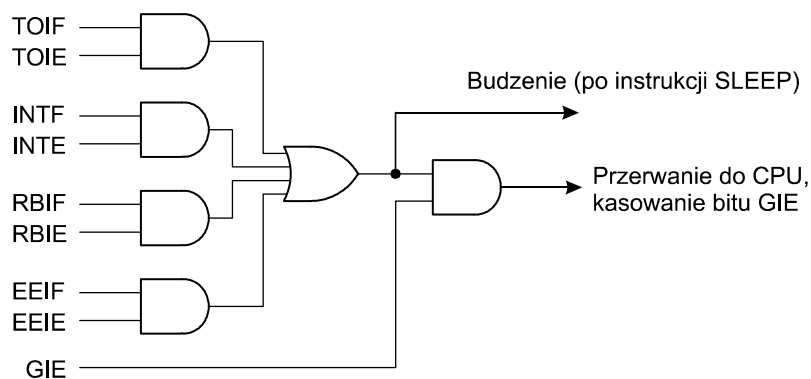 TOIF
TOIE
Budzenie (po instrukcji SLEEP)
INTF
INTE
Przerwanie do CPU,
kasowanie bitu GIE
RBIF
RBIE
EEIF
EEIE
GIE